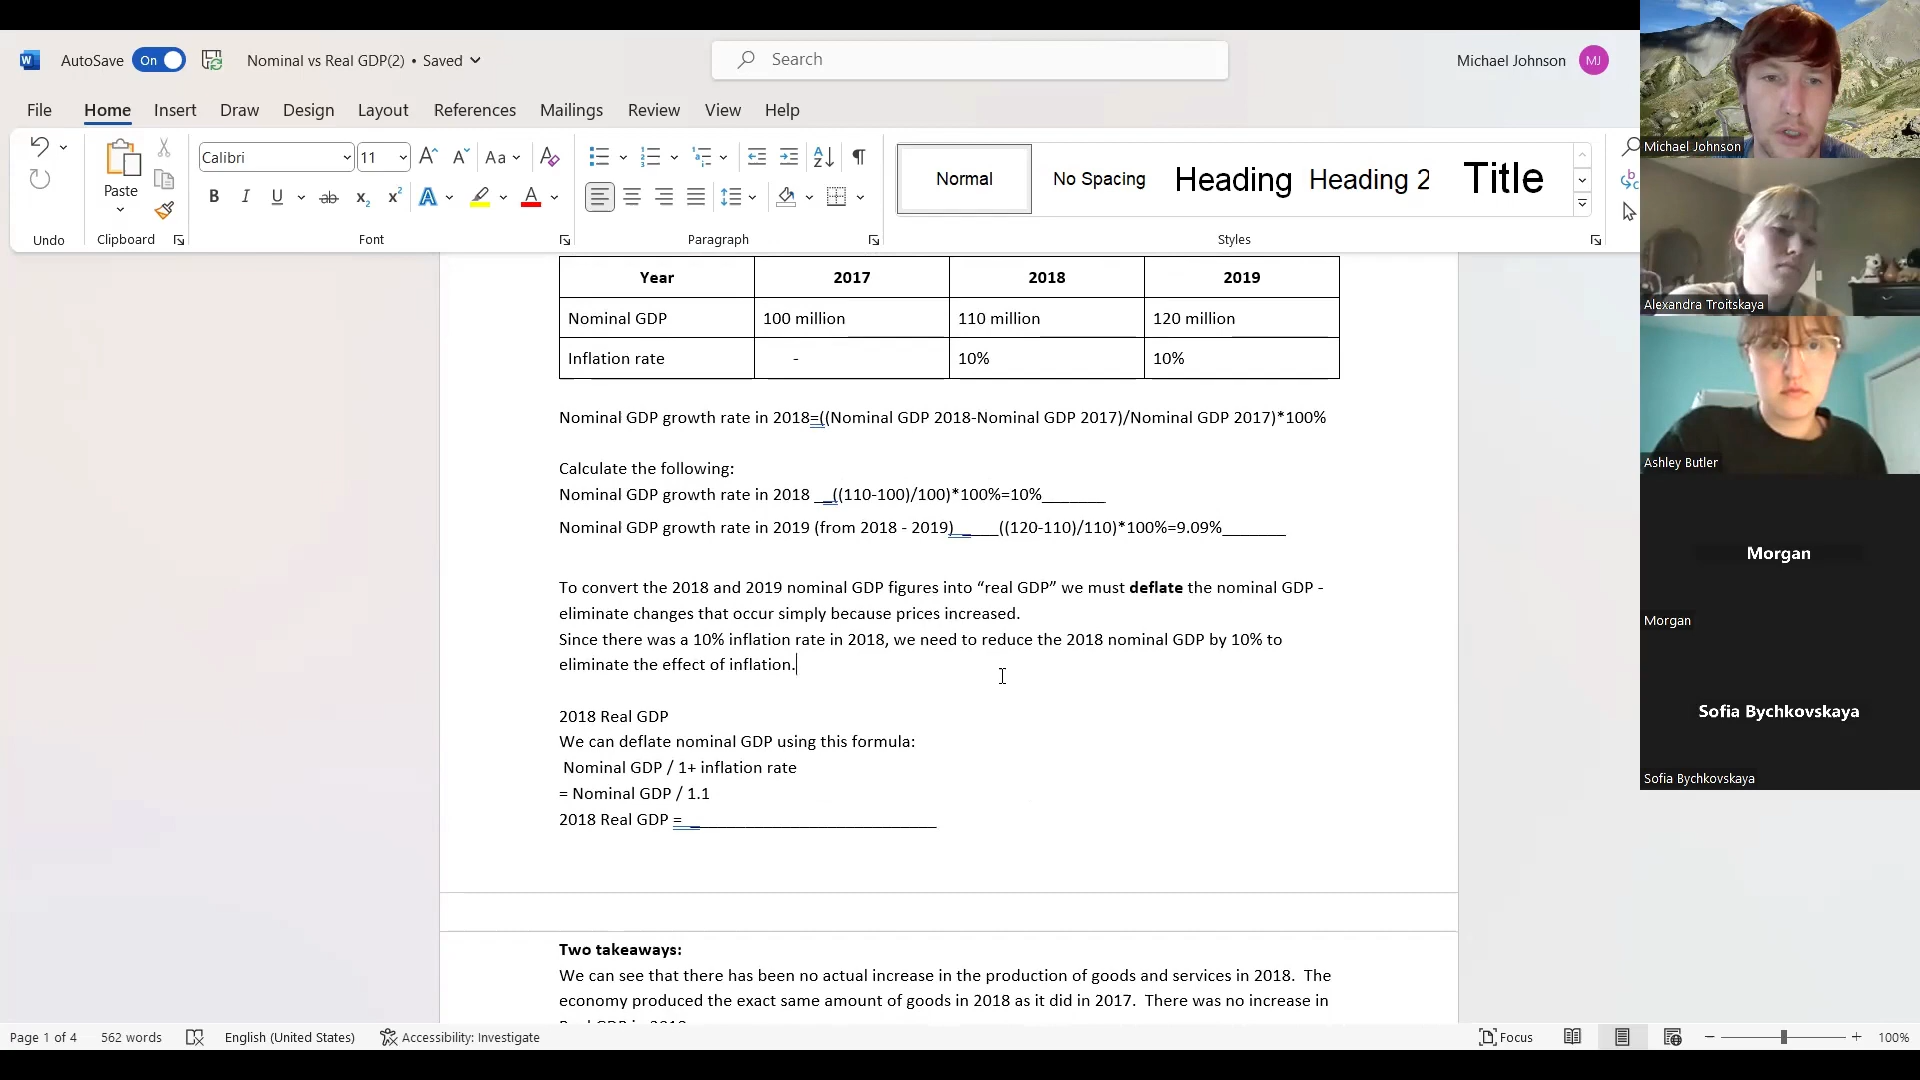 AutoSave On Nominal vs Real GDP(2) • Saved Search Michael Johnson MJ
File Home Insert Draw Design Layout References Mailings Review View Help
Calibri 11 Aa Normal No Spacing Heading Heading 2 Title
Paste
Undo Clipboard Font Paragraph Styles
Year 2017 2018 2019
Nominal GDP 100 million 110 million 120 million
Inflation rate - 10% 10%
Nominal GDP growth rate in 2018=((Nominal GDP 2018-Nominal GDP 2017)/Nominal GDP 2017)*100%
Calculate the following:
Nominal GDP growth rate in 2018 __((110-100)/100)*100%=10%_______
Nominal GDP growth rate in 2019 (from 2018 - 2019) _____((120-110)/110)*100%=9.09%_______
To convert the 2018 and 2019 nominal GDP figures into “real GDP” we must deflate the nominal GDP -
eliminate changes that occur simply because prices increased.
Since there was a 10% inflation rate in 2018, we need to reduce the 2018 nominal GDP by 10% to
eliminate the effect of inflation.
2018 Real GDP
We can deflate nominal GDP using this formula:
Nominal GDP / 1+ inflation rate
= Nominal GDP / 1.1
2018 Real GDP = ___________________________
Two takeaways:
We can see that there has been no actual increase in the production of goods and services in 2018. The
economy produced the exact same amount of goods in 2018 as it did in 2017. There was no increase in
Page 1 of 4 562 words English (United States) Accessibility: Investigate Focus 100%
Michael Johnson
Alexandra Troitskaya
Ashley Butler
Morgan
Morgan
Sofia Bychkovskaya
Sofia Bychkovskaya